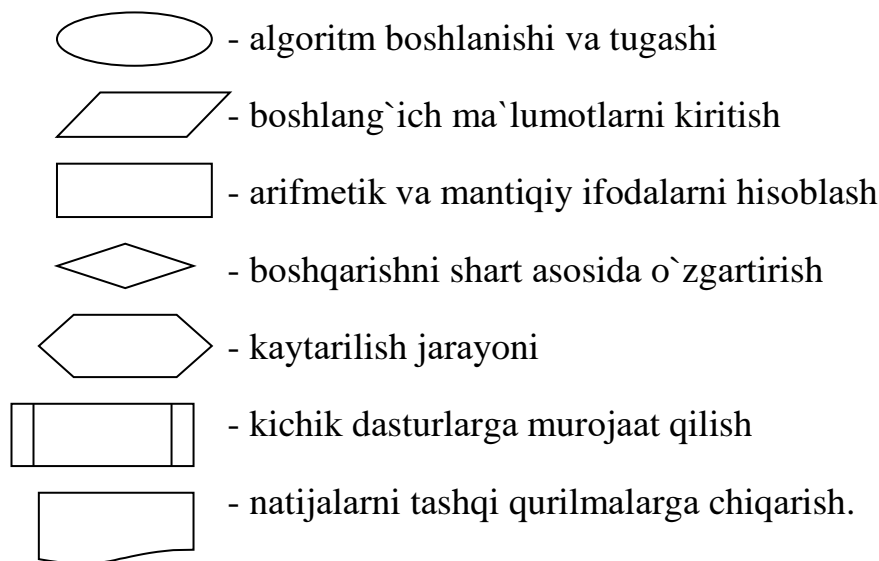 - algoritm boshlanishi va tugashi
- boshlang`ich ma`lumotlarni kiritish
- arifmetik va mantiqiy ifodalarni hisoblash
- boshqarishni shart asosida o`zgartirish
- kaytarilish jarayoni
- kichik dasturlarga murojaat qilish
- natijalarni tashqi qurilmalarga chiqarish.